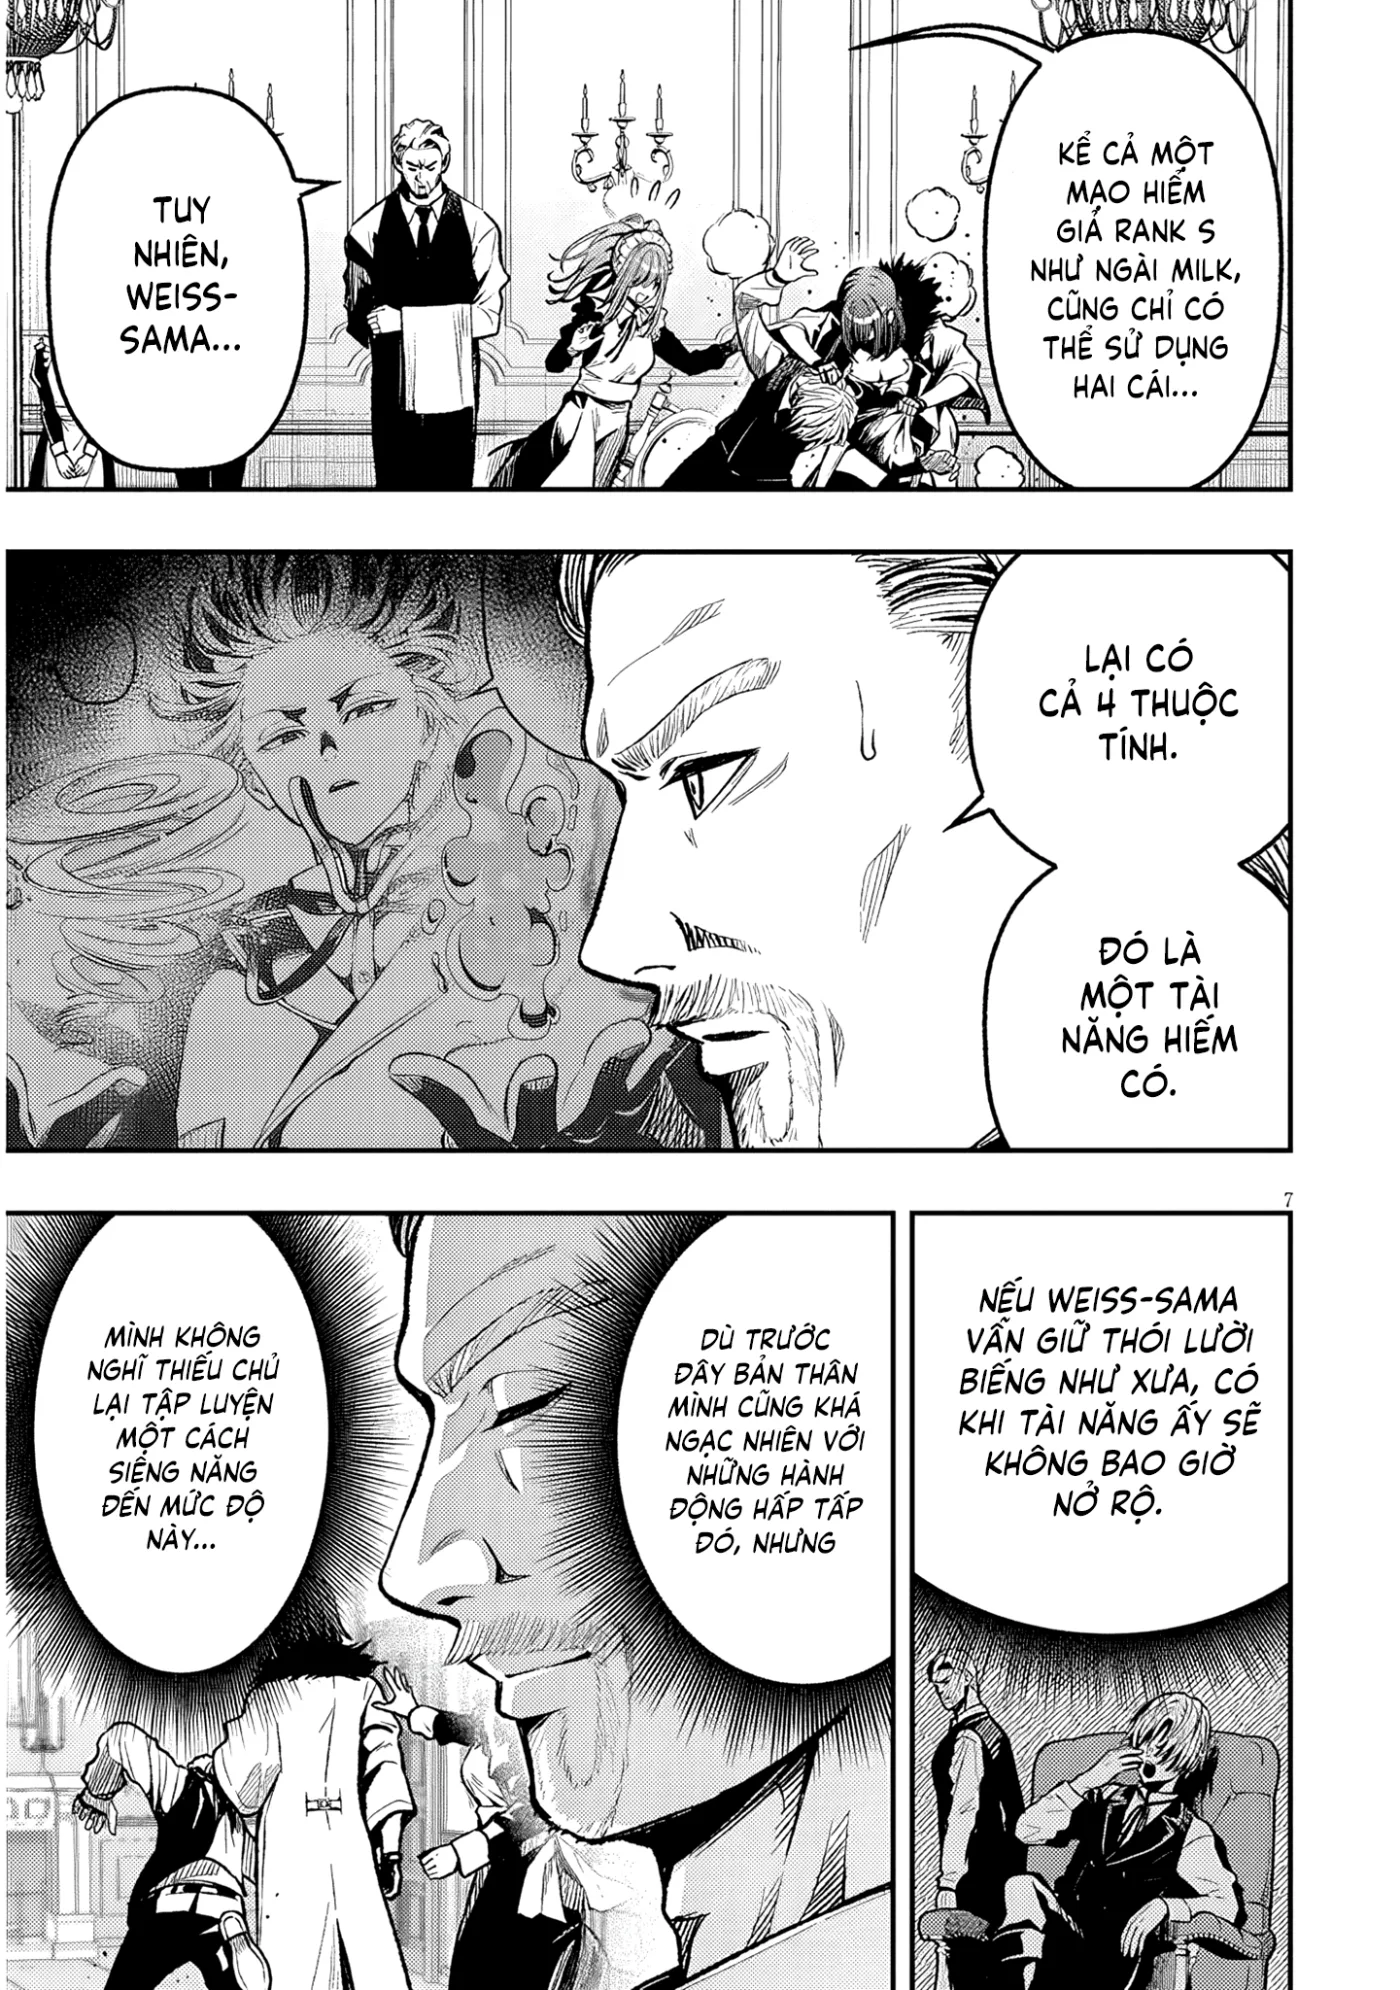 KỂ CẢ MỘT
MẠO HIỂM
GIẢ RANK S
NHƯ NGÀI MILK,
CŨNG CHỈ CÓ
THỂ SỬ DỤNG
HAI CÁI...
TUY
NHIÊN,
WEISS-
SAMA...
LẠI CÓ
CẢ 4 THUỘC
TÍNH.
ĐÓ LÀ
MỘT TÀI
NĂNG HIẾM
CÓ.
7
NẾU WEISS-SAMA
VẪN GIỮ THÓI LƯỜI
BIẾNG NHƯ XƯA, CÓ
KHI TÀI NĂNG ẤY SẼ
KHÔNG BAO GIỜ
NỞ RỘ.
DÙ TRƯỚC
ĐÂY BẢN THÂN
MÌNH CŨNG KHÁ
NGẠC NHIÊN VỚI
NHỮNG HÀNH
ĐỘNG HẤP TẤP
ĐÓ, NHƯNG
MÌNH KHÔNG
NGHĨ THIẾU CHỦ
LẠI TẬP LUYỆN
MỘT CÁCH
SIÊNG NĂNG
ĐẾN MỨC ĐỘ
NÀY...